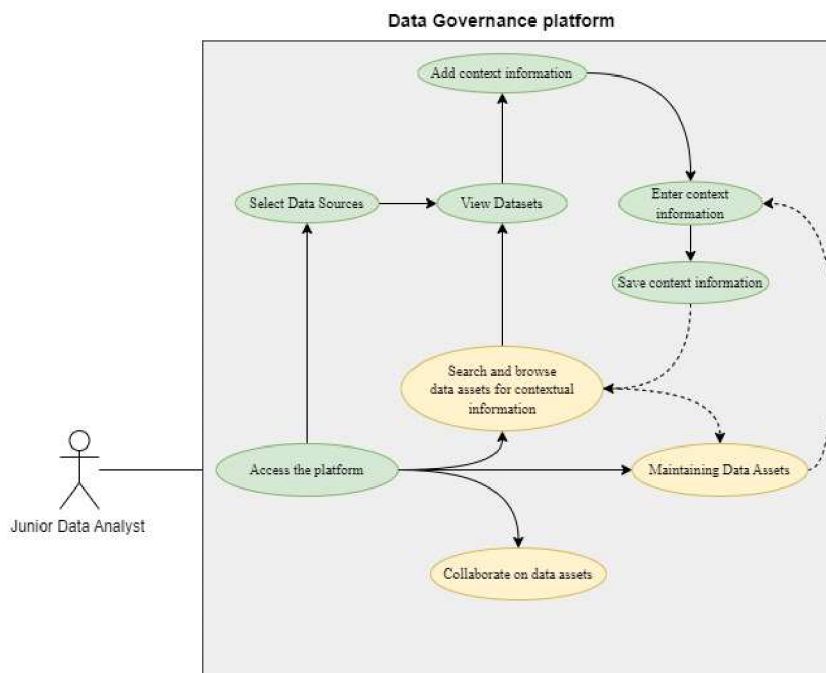 Data Governance platform
Add context information
Select Data Sources
View Datasets
Enter context
information
Save context information
Search and browse
data assets for contextual
information
Access the platform
Maintaining Data Assets
Junior Data Analyst
Collaborate on data assets